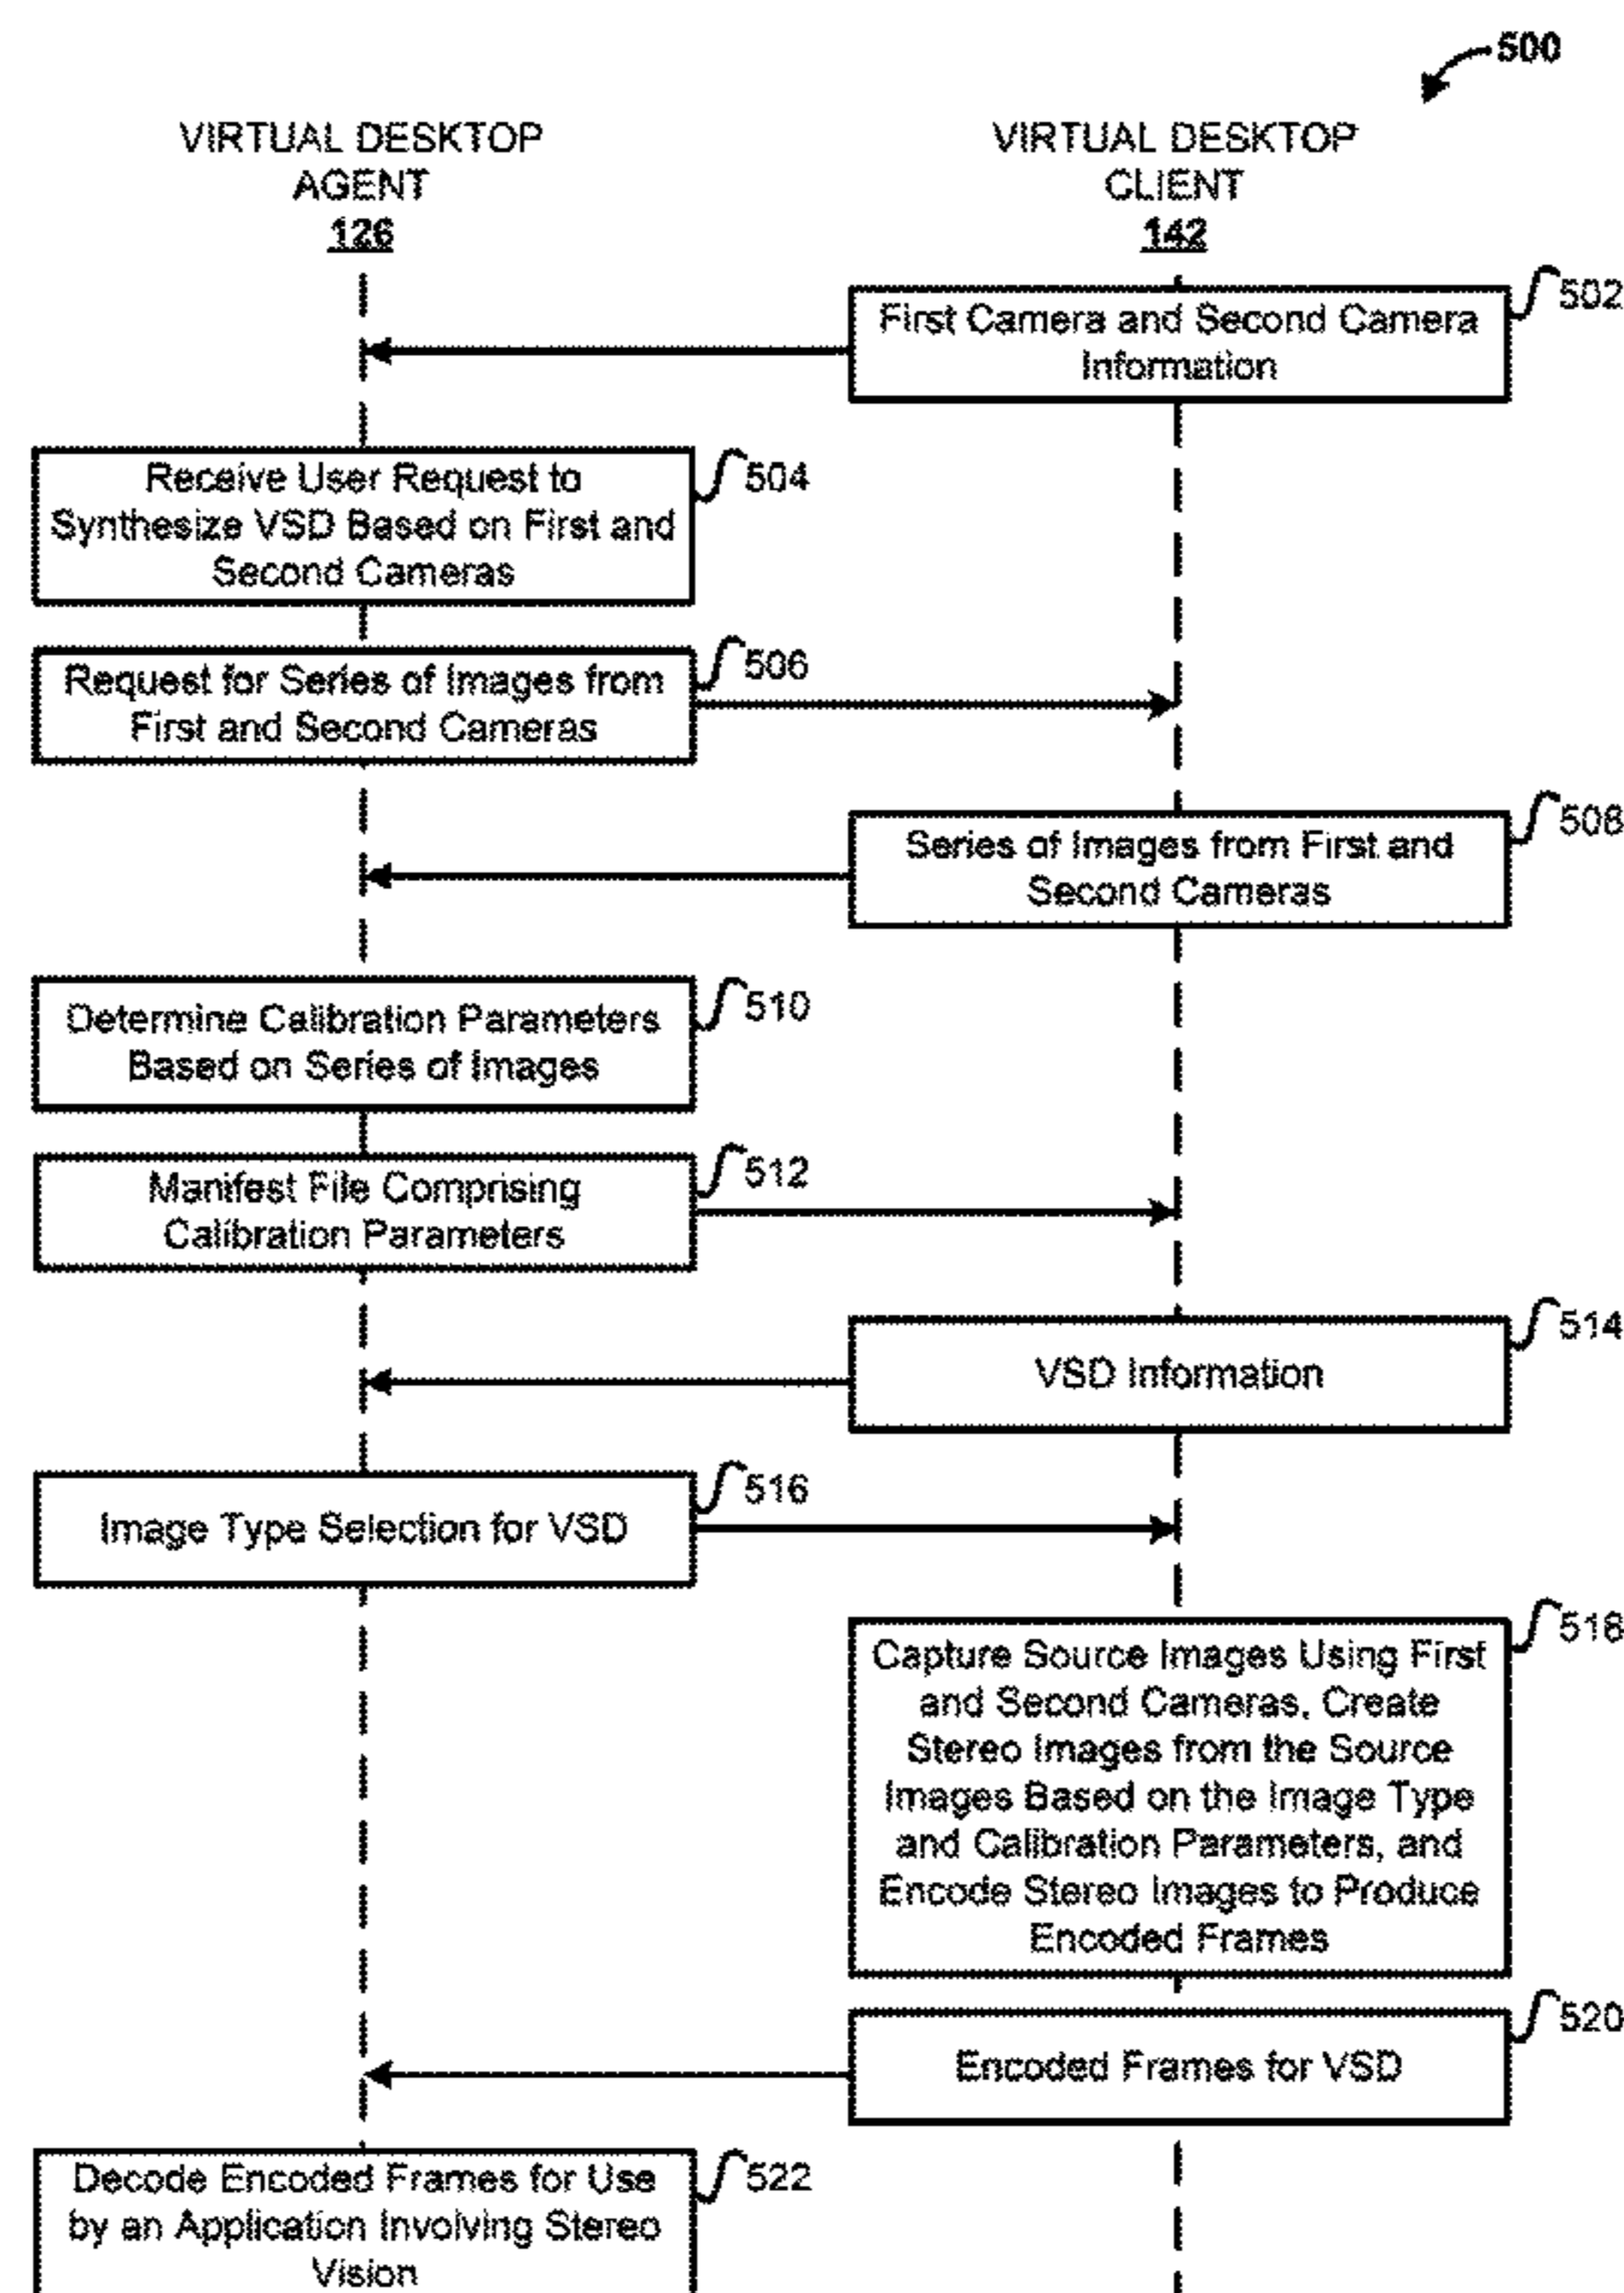 500
VIRTUAL DESKTOP
AGENT
126
VIRTUAL DESKTOP
CLIENT
142
First Camera and Second Camera
Information
502
Receive User Request to
Synthesize VSD Based on First and
Second Cameras
504
Request for Series of Images from
First and Second Cameras
506
Series of Images from First and
Second Cameras
508
Determine Calibration Parameters
Based on Series of Images
510
Manifest File Comprising
Calibration Parameters
512
VSD Information
514
Image Type Selection for VSD
516
Capture Source Images Using First
and Second Cameras, Create
Stereo Images from the Source
Images Based on the Image Type
and Calibration Parameters, and
Encode Stereo Images to Produce
Encoded Frames
518
Encoded Frames for VSD
520
Decode Encoded Frames for Use
by an Application Involving Stereo
Vision
522